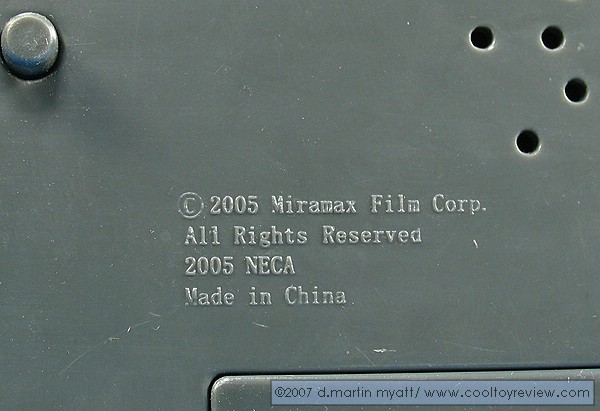 © 2005 Miramax Film Corp.
All Rights Reserved
2005 NECA
Made in China
©2007 d.martin myatt/ www.cooltoyreview.com